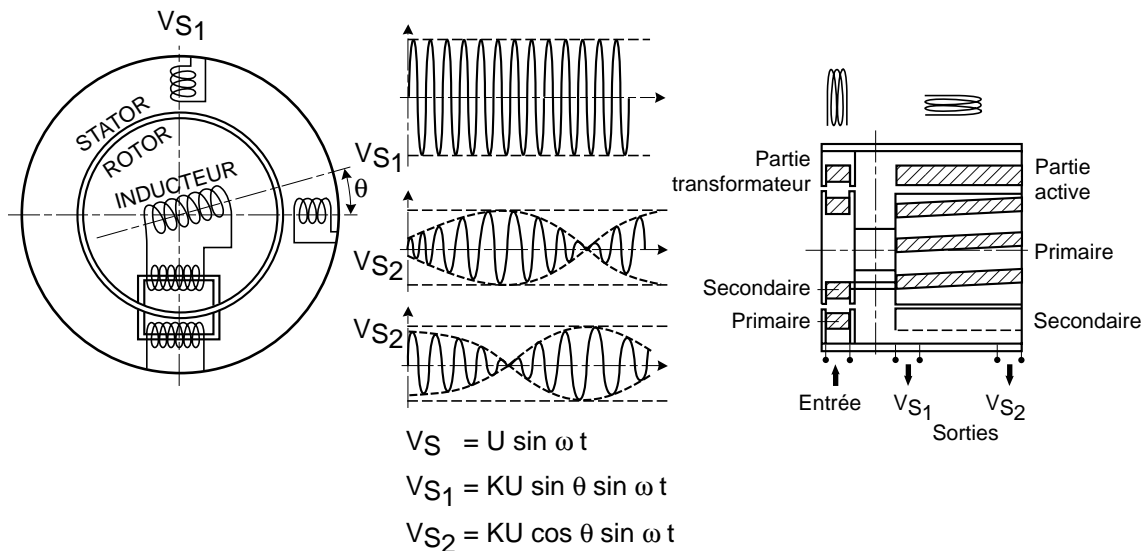 VS1
STATOR
ROTOR
INDUCTEUR
θ
VS1
VS2
VS2
VS = U sin ω t
VS1 = KU sin θ sin ω t
VS2 = KU cos θ sin ω t
Partie
transformateur
Partie
active
Primaire
Secondaire
Primaire
Secondaire
Entrée
VS1
VS2
Sorties